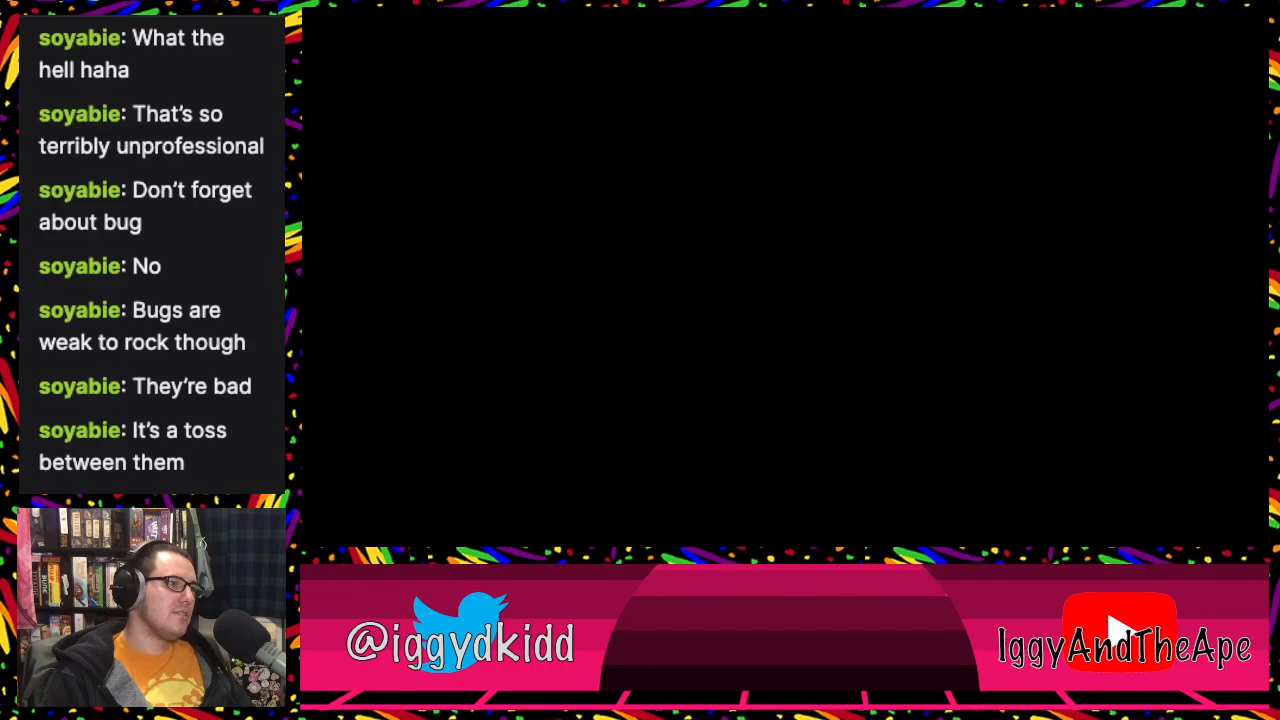 soyabie: What the
hell haha
soyabie: That's so
terribly unprofessional
soyabie: Don't forget
about bug
soyabie: No
soyabie: Bugs are
weak to rock though
soyabie: They're bad
soyabie: It's a toss
between them
@iggydkidd
IggyAndTheApe